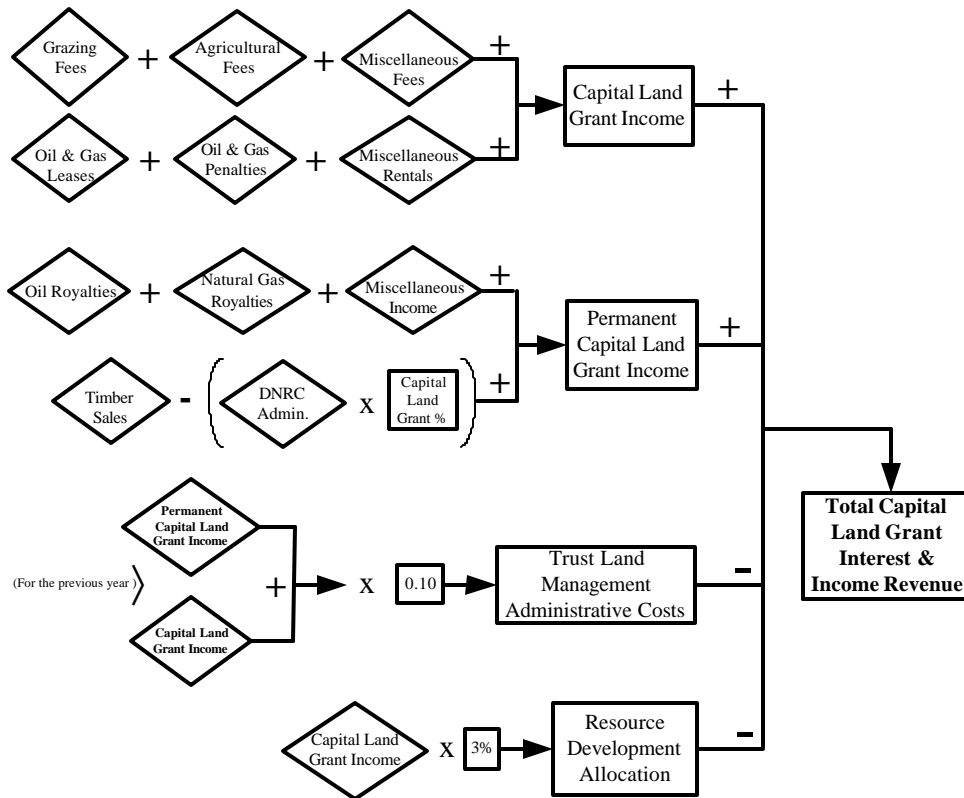 Grazing
Fees
+
Agricultural
Fees
+
Miscellaneous
Fees
+
Capital Land
Grant Income
+
Oil & Gas
Leases
+
Oil & Gas
Penalties
+
Miscellaneous
Rentals
+
Oil Royalties
+
Natural Gas
Royalties
+
Miscellaneous
Income
+
Permanent
Capital Land
Grant Income
+
Timber
Sales
-
(
DNRC
Admin.
x
Capital
Land
Grant %
)
+
Total Capital
Land Grant
Interest &
Income Revenue
Permanent
Capital Land
Grant Income
(For the previous year )
+
x
0.10
Trust Land
Management
Administrative Costs
-
Capital Land
Grant Income
Capital Land
Grant Income
x
3%
Resource
Development
Allocation
-